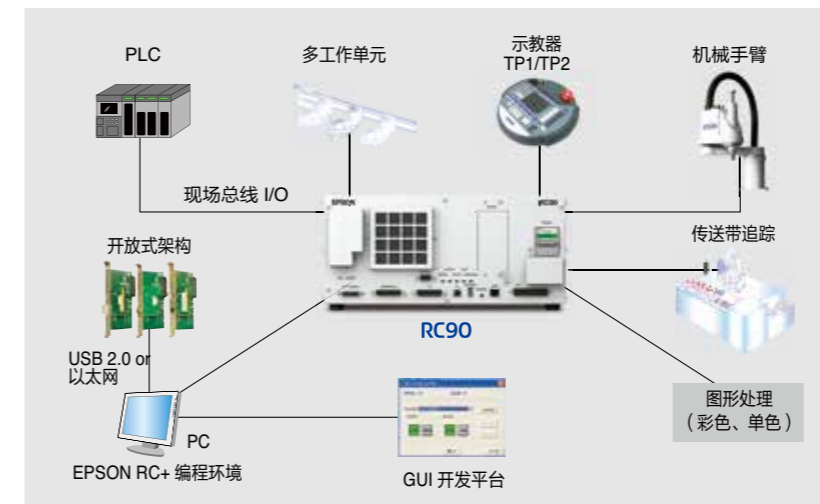 PLC
多工作单元
示教器
TP1/TP2
机械手臂
现场总线 I/O
EPSON
RC90
开放式架构
传送带追踪
RC90
USB 2.0 or
以太网
PC
EPSON RC+ 编程环境
GUI 开发平台
图形处理
（彩色、单色）